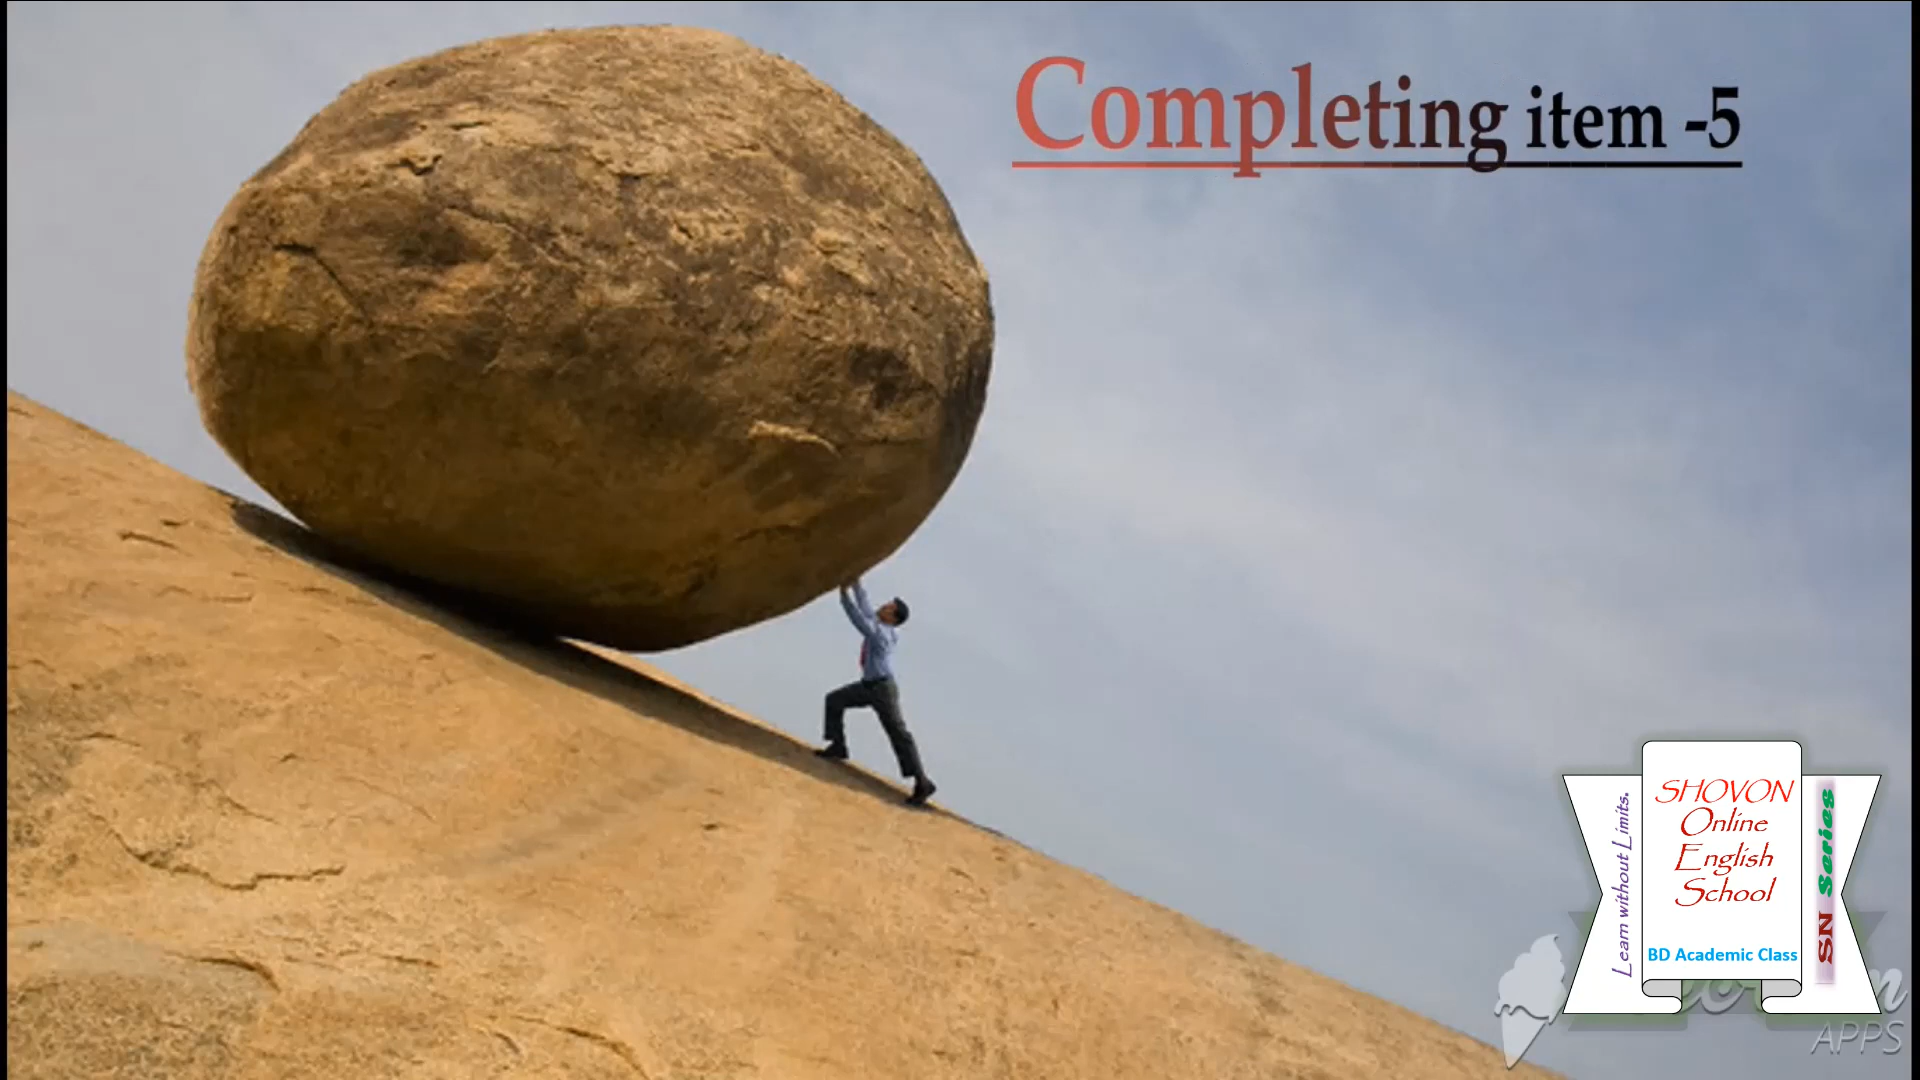 Completing item -5
Learn without Limits.
SHOVON
Online
English
School
BD Academic Class
SN Series
APPS